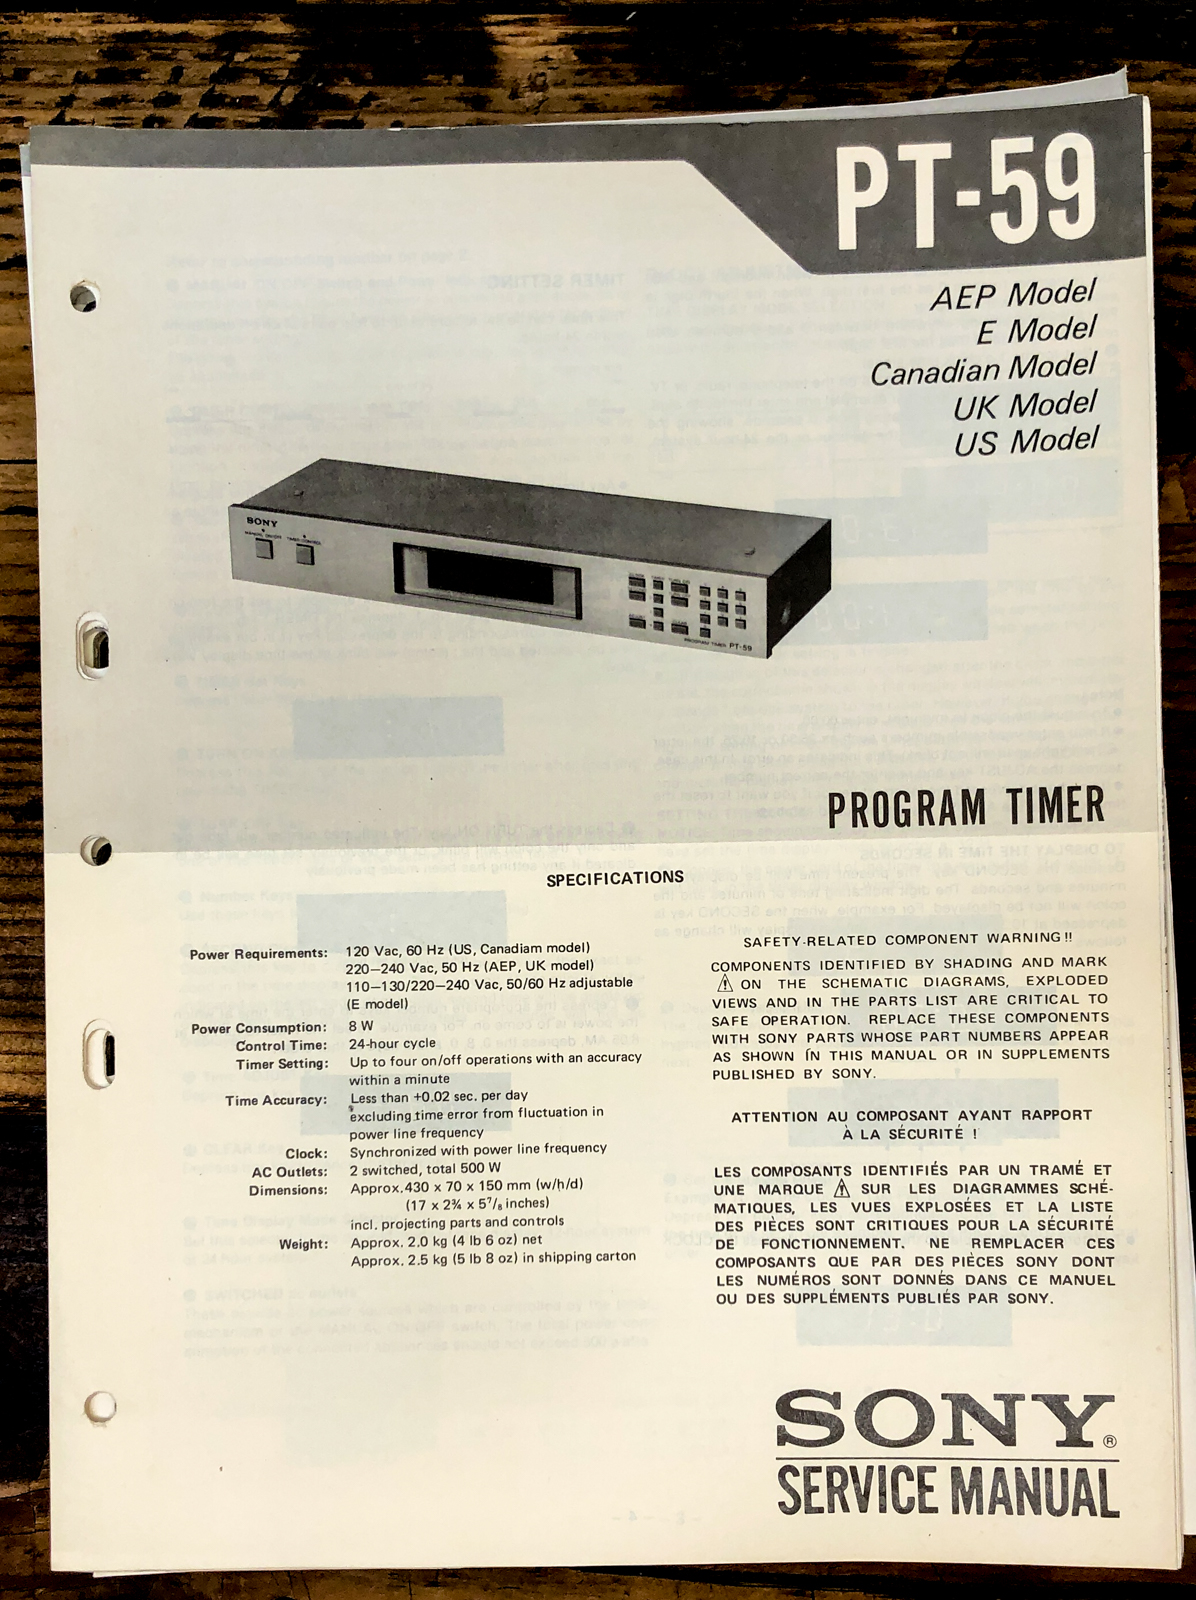 PT-59
AEP Model
E Model
Canadian Model
UK Model
US Model
SONY
TIMER CONTROL
PROGRAM TIMER PT-59
PROGRAM TIMER
SPECIFICATIONS
Power Requirements: 120 Vac, 60 Hz (US, Canadiam model)
220–240 Vac, 50 Hz (AEP, UK model)
110–130/220–240 Vac, 50/60 Hz adjustable
(E model)
Power Consumption: 8 W
Control Time: 24-hour cycle
Timer Setting: Up to four on/off operations with an accuracy
within a minute
Time Accuracy: Less than +0.02 sec. per day
excluding time error from fluctuation in
power line frequency
Clock: Synchronized with power line frequency
AC Outlets: 2 switched, total 500 W
Dimensions: Approx. 430 x 70 x 150 mm (w/h/d)
(17 x 2¾ x 5⁷/₈ inches)
incl. projecting parts and controls
Weight: Approx. 2.0 kg (4 lb 6 oz) net
Approx. 2.5 kg (5 lb 8 oz) in shipping carton
SAFETY-RELATED COMPONENT WARNING!!
COMPONENTS IDENTIFIED BY SHADING AND MARK
⚠ ON THE SCHEMATIC DIAGRAMS, EXPLODED
VIEWS AND IN THE PARTS LIST ARE CRITICAL TO
SAFE OPERATION. REPLACE THESE COMPONENTS
WITH SONY PARTS WHOSE PART NUMBERS APPEAR
AS SHOWN IN THIS MANUAL OR IN SUPPLEMENTS
PUBLISHED BY SONY.
ATTENTION AU COMPOSANT AYANT RAPPORT
À LA SÉCURITÉ !
LES COMPOSANTS IDENTIFIÉS PAR UN TRAMÉ ET
UNE MARQUE ⚠ SUR LES DIAGRAMMES SCHÉ-
MATIQUES, LES VUES EXPLOSÉES ET LA LISTE
DES PIÈCES SONT CRITIQUES POUR LA SÉCURITÉ
DE FONCTIONNEMENT. NE REMPLACER CES
COMPOSANTS QUE PAR DES PIÈCES SONY DONT
LES NUMÉROS SONT DONNÉS DANS CE MANUEL
OU DES SUPPLÉMENTS PUBLIÉS PAR SONY.
SONY®
SERVICE MANUAL